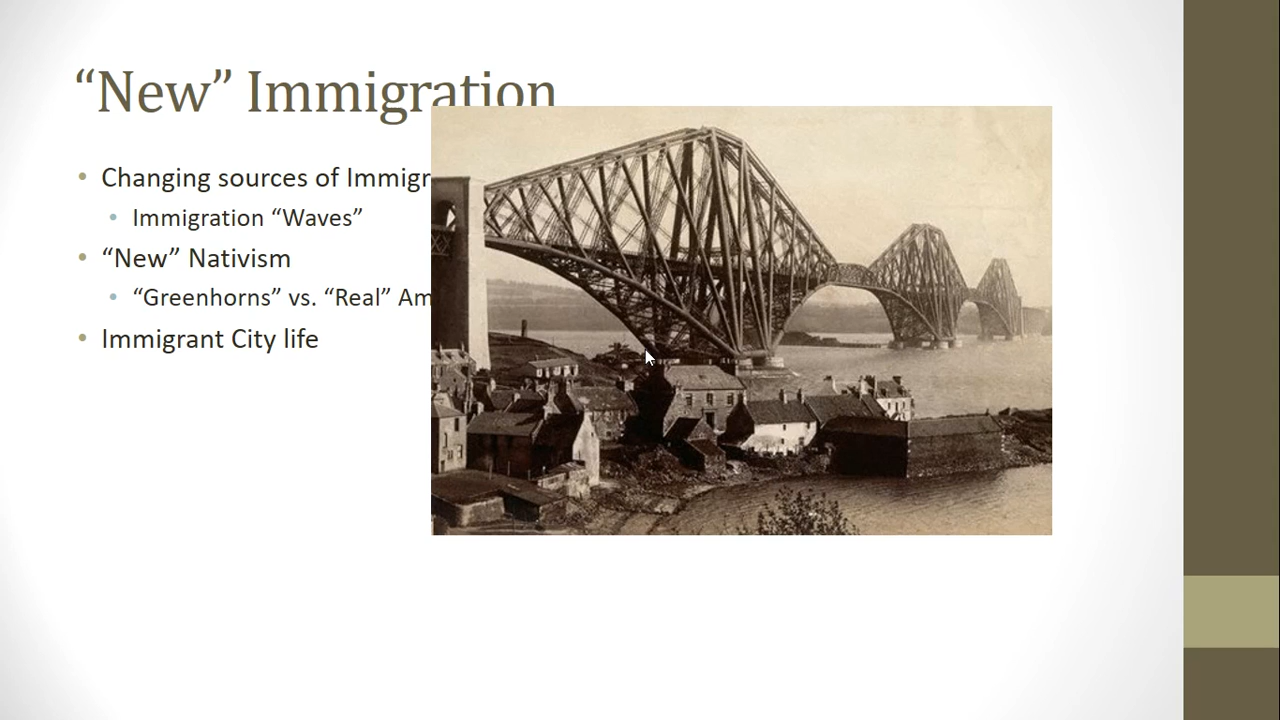 “New” Immigration
Changing sources of Immigr
Immigration “Waves”
“New” Nativism
“Greenhorns” vs. “Real” Am
Immigrant City life